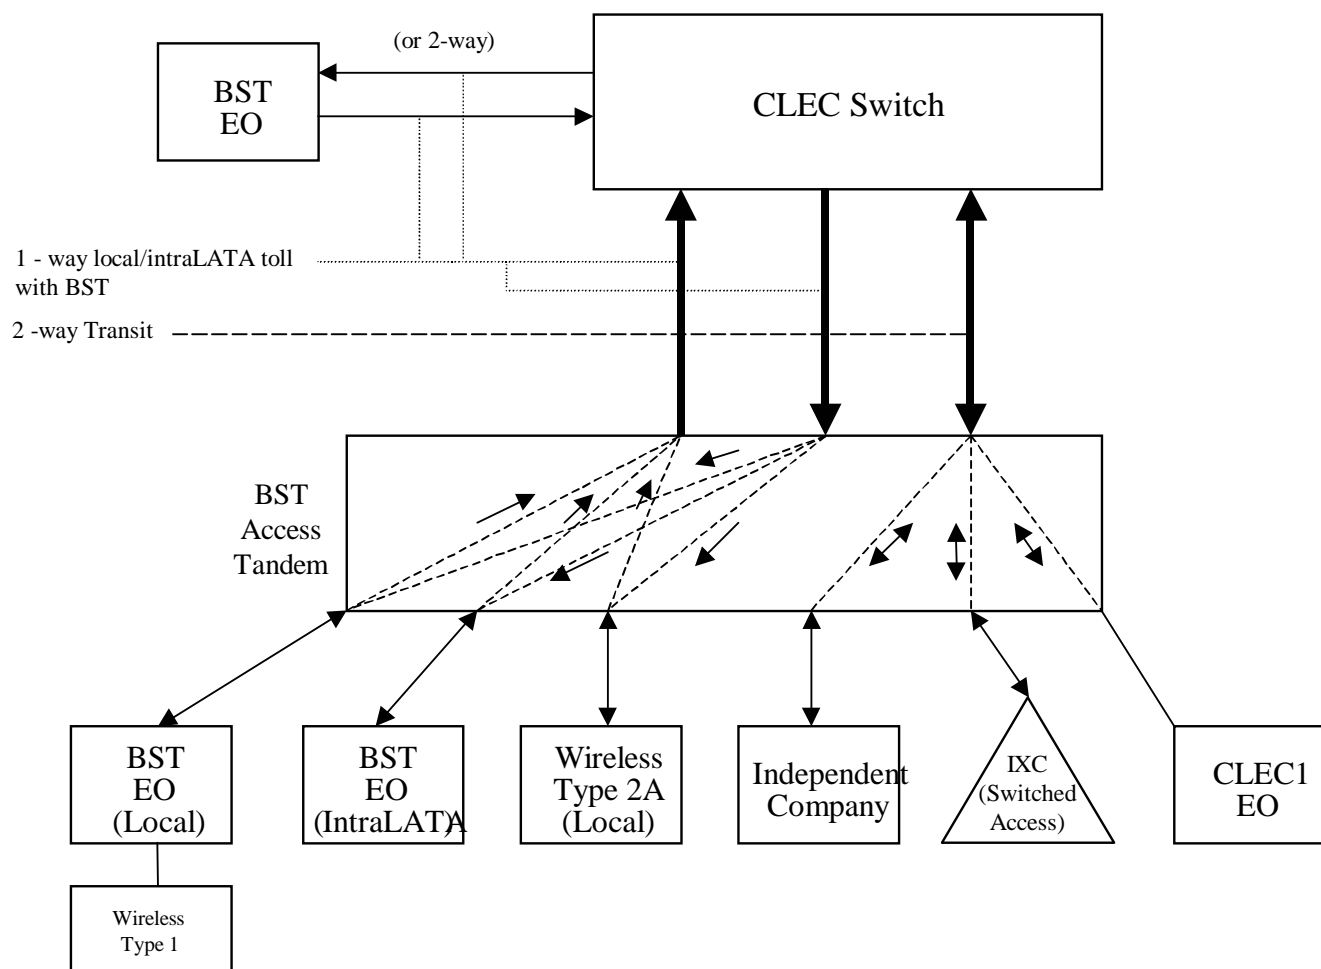 (or 2-way)
BST
EO
CLEC Switch
1 - way local/intraLATA toll
with BST
2 -way Transit
BST
Access
Tandem
BST
EO
(Local)
BST
EO
(IntraLATA)
Wireless
Type 2A
(Local)
Independent
Company
IXC
(Switched
Access)
CLEC1
EO
Wireless
Type 1